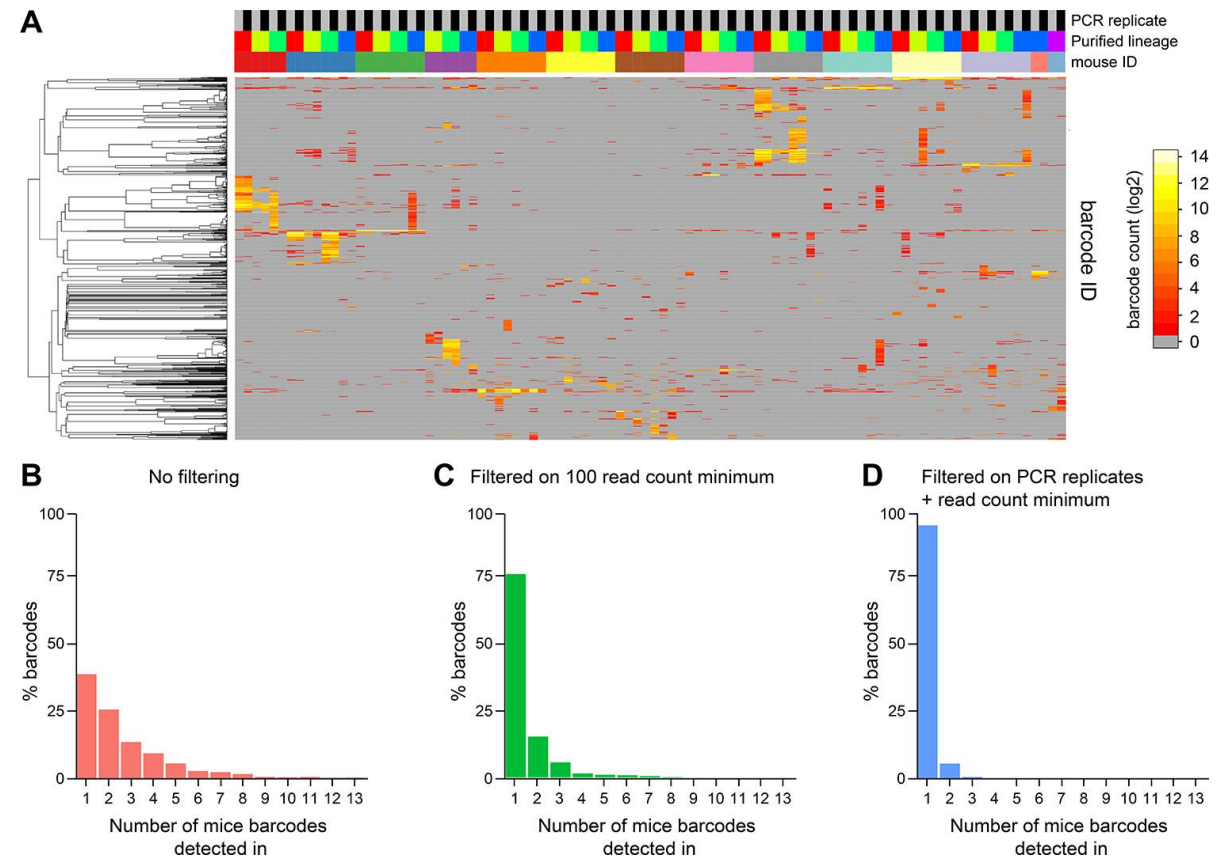 A
PCR replicate
Purified lineage
mouse ID
barcode ID
barcode count (log2)
14
12
10
8
6
4
2
0
B
No filtering
100
75
50
25
0
% barcodes
1 2 3 4 5 6 7 8 9 10 11 12 13
Number of mice barcodes
detected in
C
Filtered on 100 read count minimum
100
75
50
25
0
% barcodes
1 2 3 4 5 6 7 8 9 10 11 12 13
Number of mice barcodes
detected in
D
Filtered on PCR replicates
+ read count minimum
100
75
50
25
0
% barcodes
1 2 3 4 5 6 7 8 9 10 11 12 13
Number of mice barcodes
detected in